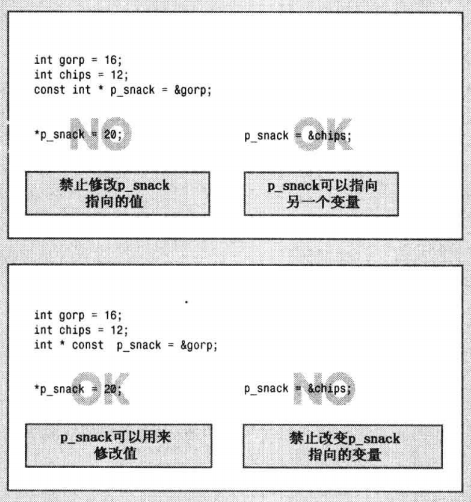 int gorp = 16;
int chips = 12;
const int * p_snack = &gorp;
NO
*p_snack = 20;
OK
p_snack = &chips;
禁止修改p_snack
指向的值
p_snack可以指向
另一个变量
int gorp = 16;
int chips = 12;
int * const  p_snack = &gorp;
OK
*p_snack = 20;
NO
p_snack = &chips;
p_snack可以用来
修改值
禁止改变p_snack
指向的变量